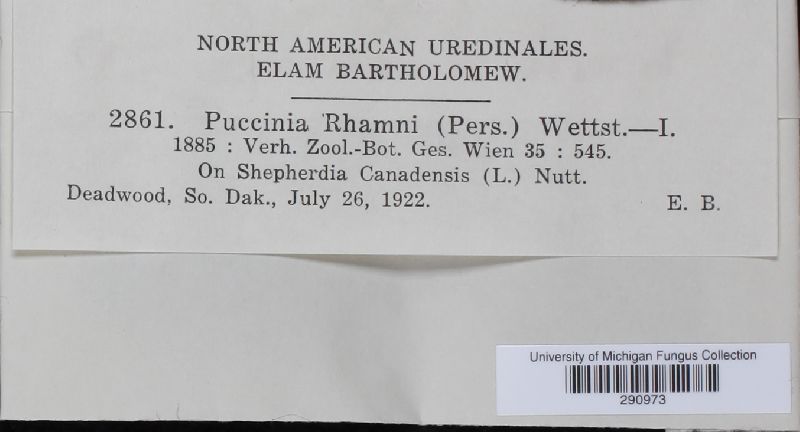 NORTH AMERICAN UREDINALES.
ELAM BARTHOLOMEW.
2861. Puccinia Rhamni (Pers.) Wettst.—I.
1885 : Verh. Zool.-Bot. Ges. Wien 35 : 545.
On Shepherdia Canadensis (L.) Nutt.
Deadwood, So. Dak., July 26, 1922. E. B.
University of Michigan Fungus Collection
290973